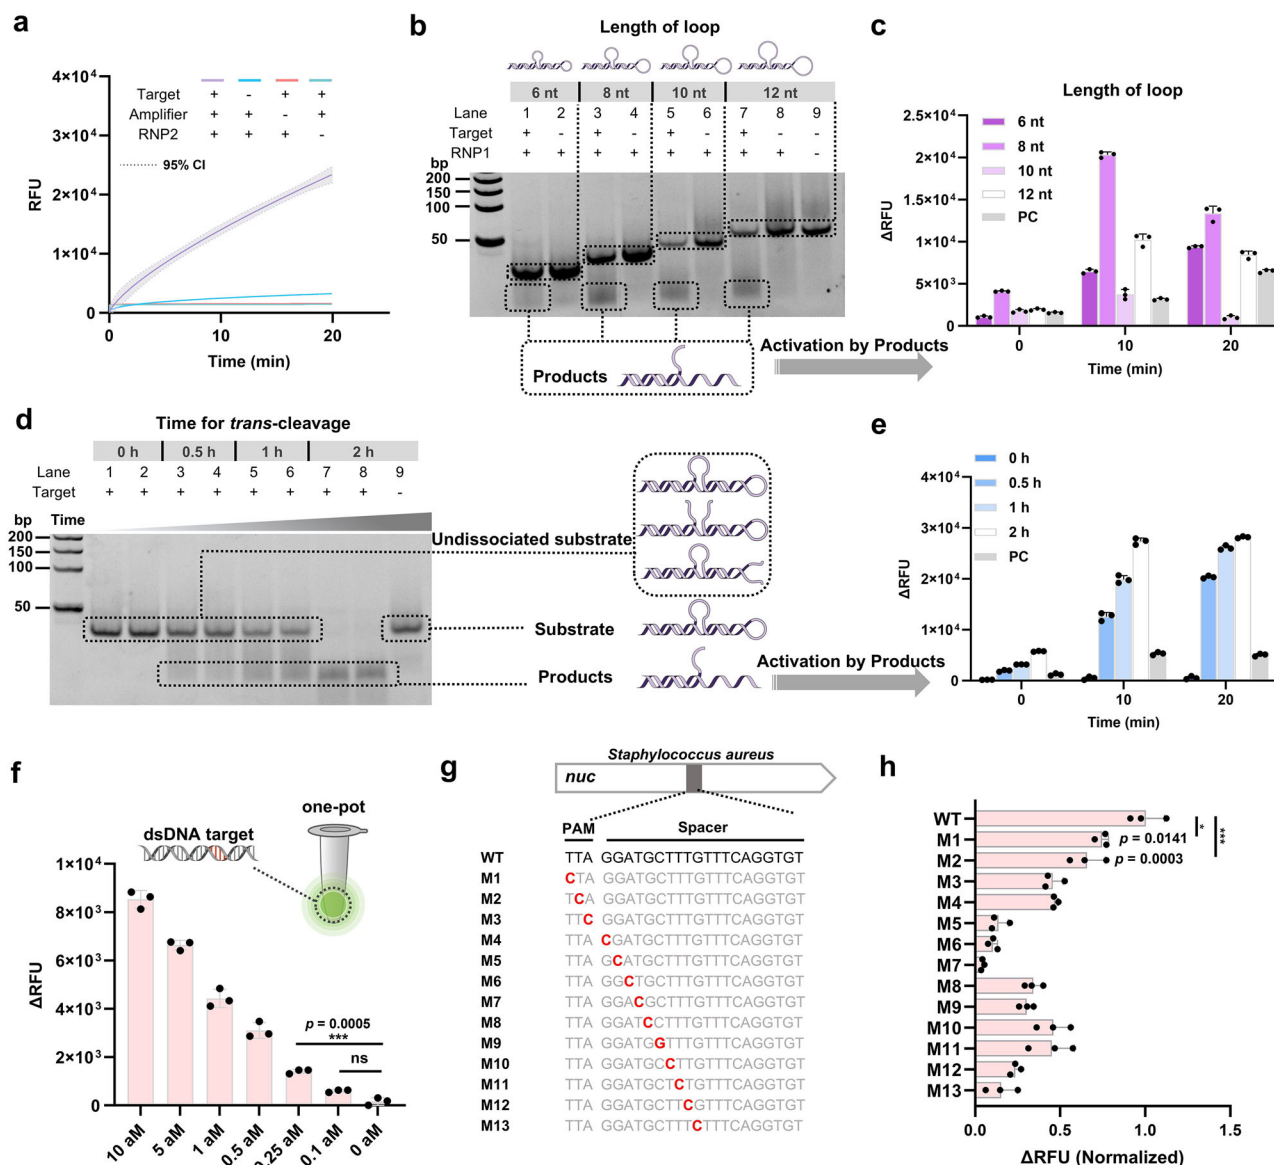 a
4×10⁴
3×10⁴
2×10⁴
1×10⁴
0
RFU
Target + - + +
Amplifier + + - +
RNP2 + + + -
95% CI
0 10 20
Time (min)
b
Length of loop
6 nt 8 nt 10 nt 12 nt
Lane 1 2 3 4 5 6 7 8 9
Target + - + - + - + - -
RNP1 + + + + + + + + -
bp
200
150
100
50
Products
Activation by Products
c
Length of loop
2.5×10⁴
2×10⁴
1.5×10⁴
1×10⁴
5×10³
0
ΔRFU
6 nt
8 nt
10 nt
12 nt
PC
0 10 20
Time (min)
d
Time for trans-cleavage
0 h 0.5 h 1 h 2 h
Lane 1 2 3 4 5 6 7 8 9
Target + + + + + + + + -
bp Time
200
150
100
50
Undissociated substrate
Substrate
Products
Activation by Products
e
4×10⁴
3×10⁴
2×10⁴
1×10⁴
0
ΔRFU
0 h
0.5 h
1 h
2 h
PC
0 10 20
Time (min)
f
dsDNA target
one-pot
1×10⁴
8×10³
6×10³
4×10³
2×10³
0
ΔRFU
p = 0.0005
***
ns
10 aM 5 aM 1 aM 0.5 aM 0.25 aM 0.1 aM 0 aM
g
Staphylococcus aureus
nuc
PAM Spacer
WT TTA GGATGCTTTGTTTCAGGTGT
M1 CTA GGATGCTTTGTTTCAGGTGT
M2 TCA GGATGCTTTGTTTCAGGTGT
M3 TTC GGATGCTTTGTTTCAGGTGT
M4 TTA CGATGCTTTGTTTCAGGTGT
M5 TTA GCATGCTTTGTTTCAGGTGT
M6 TTA GGCTGCTTTGTTTCAGGTGT
M7 TTA GGACGCTTTGTTTCAGGTGT
M8 TTA GGATCCTTTGTTTCAGGTGT
M9 TTA GGATGGTTTGTTTCAGGTGT
M10 TTA GGATGCCTTGTTTCAGGTGT
M11 TTA GGATGCTCTGTTTCAGGTGT
M12 TTA GGATGCTTCGTTTCAGGTGT
M13 TTA GGATGCTTTCTTTCAGGTGT
h
WT
M1 p = 0.0141
M2 p = 0.0003
*
***
M3
M4
M5
M6
M7
M8
M9
M10
M11
M12
M13
0.0 0.5 1.0 1.5
ΔRFU (Normalized)